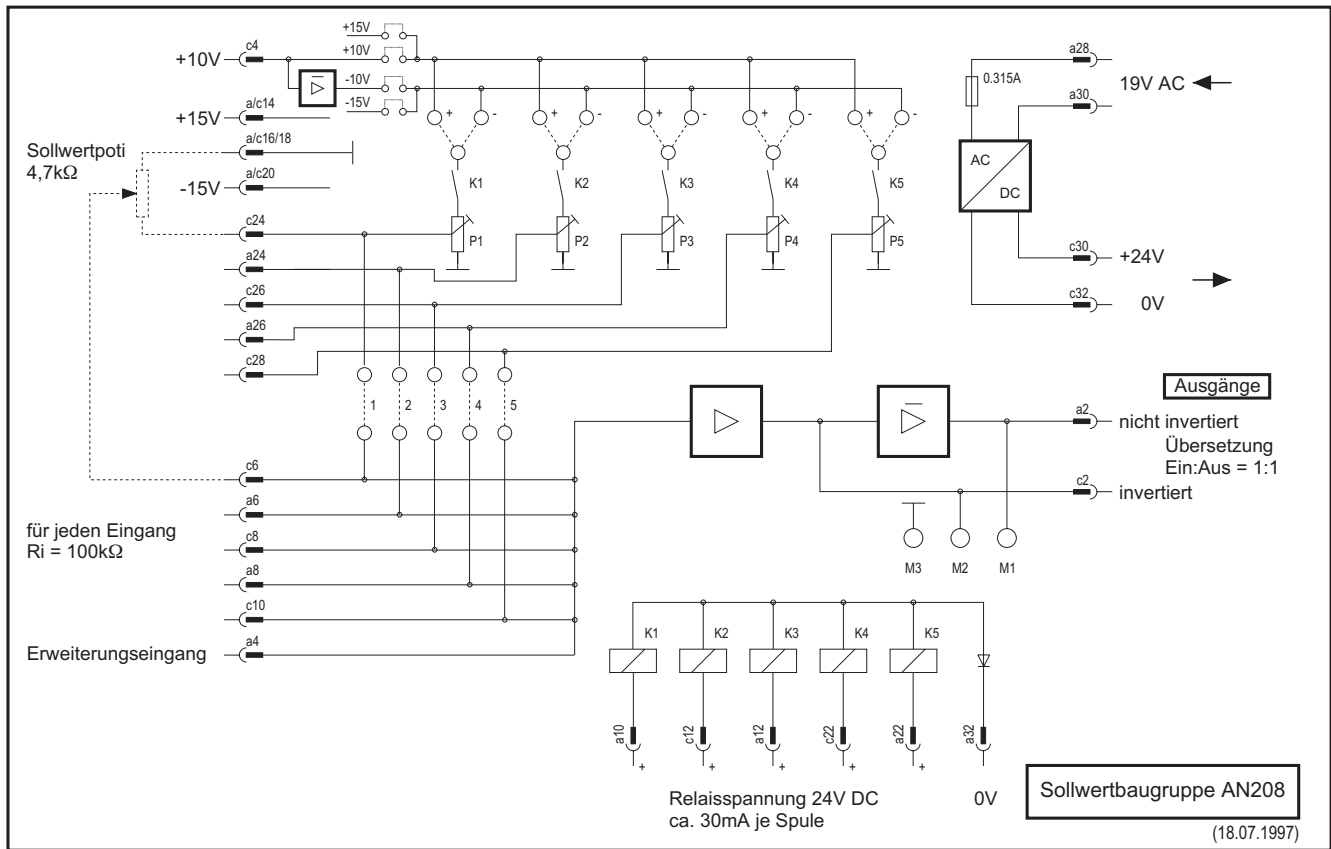 +15V
c4
+10V
+10V
a28
0.315A
-10V
19V AC
a/c14
-15V
a30
+15V
+ - + - + - + - + -
Sollwertpoti
4,7kΩ
a/c16/18
AC
DC
-15V
a/c20
K1 K2 K3 K4 K5
c24
P1 P2 P3 P4 P5
c30
+24V
a24
c26
c32
0V
a26
c28
Ausgänge
1 2 3 4 5
a2
nicht invertiert
Übersetzung
Ein:Aus = 1:1
c6
c2
invertiert
a6
für jeden Eingang
Ri = 100kΩ
c8
M3 M2 M1
a8
c10
a4
Erweiterungseingang
K1 K2 K3 K4 K5
a10 c12 a12 c22 a22 a32
+ + + + +
Relaisspannung 24V DC
ca. 30mA je Spule
0V
Sollwertbaugruppe AN208
(18.07.1997)